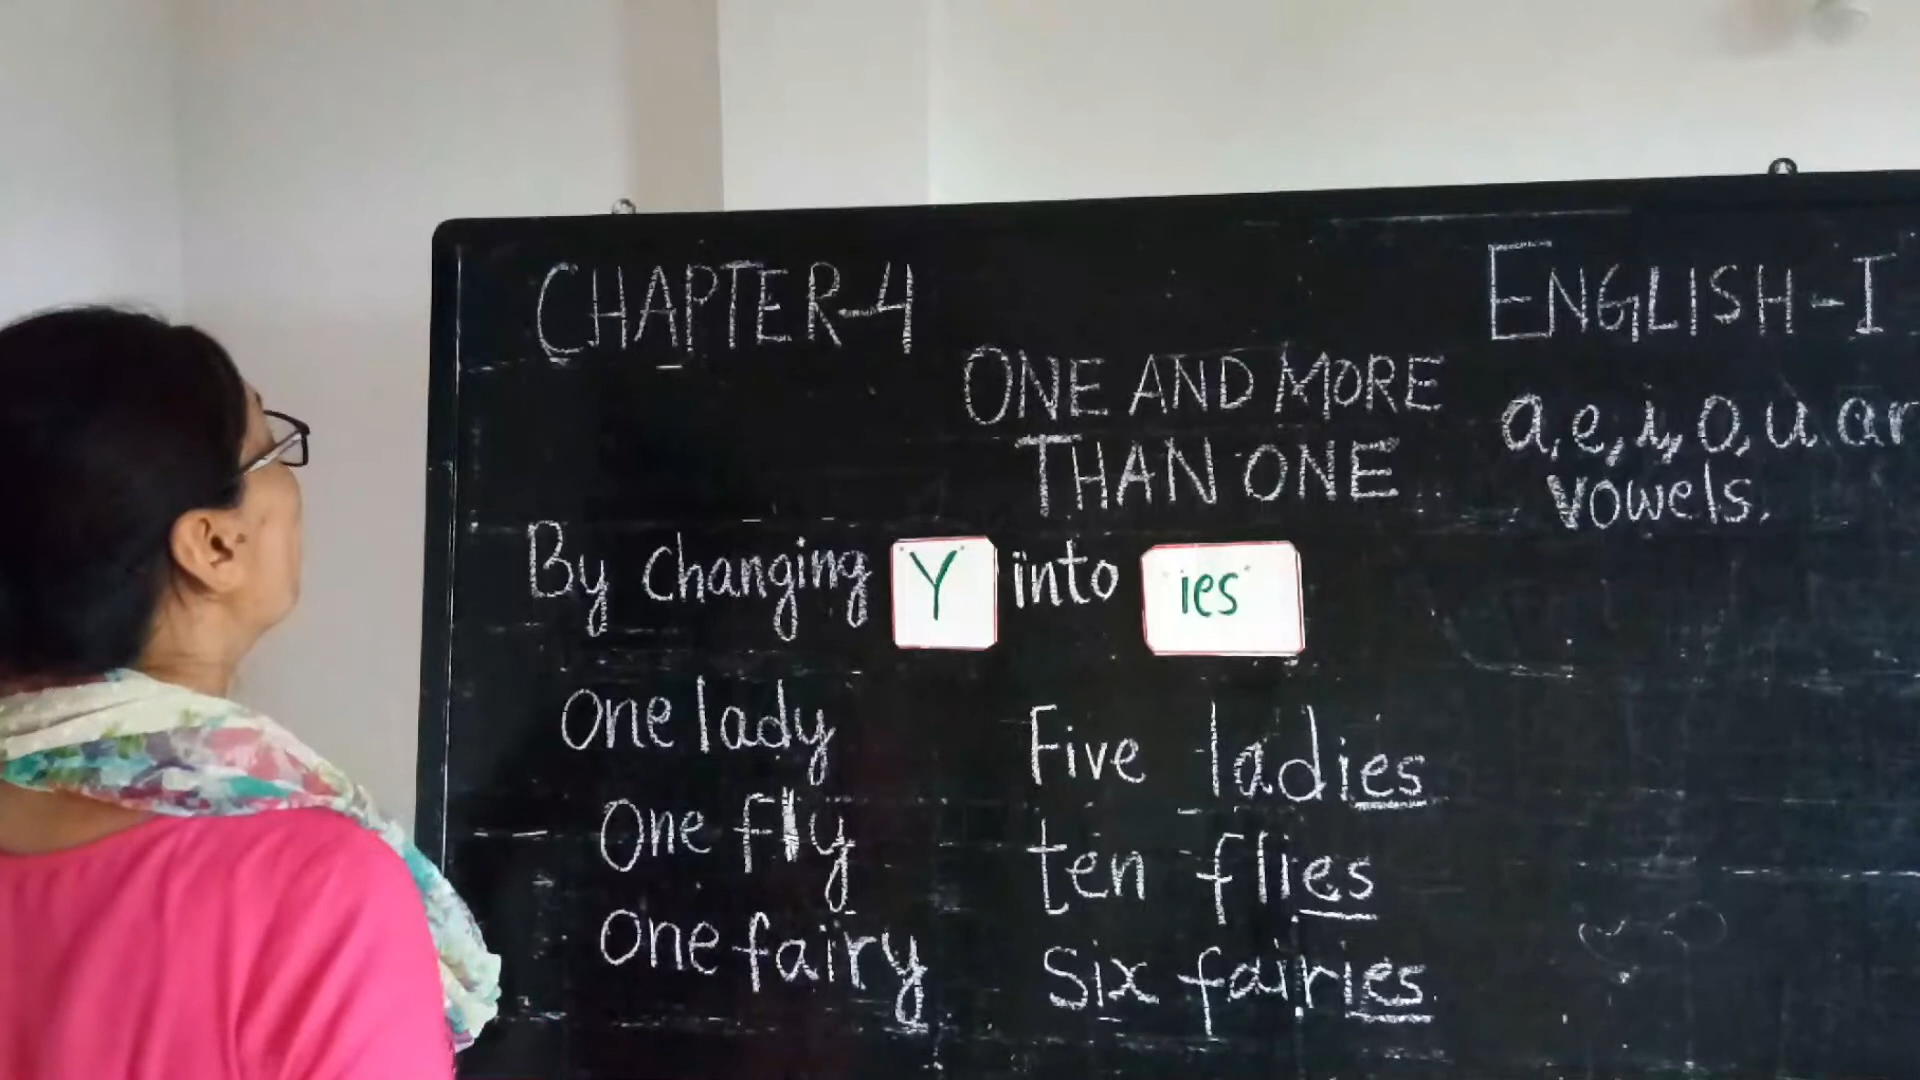 CHAPTER-4
ENGLISH-I
ONE AND MORE
THAN ONE
a, e, i, o, u ar
vowels.
By changing Y into ies
One lady Five ladies
One fly ten flies
One fairy Six fairies